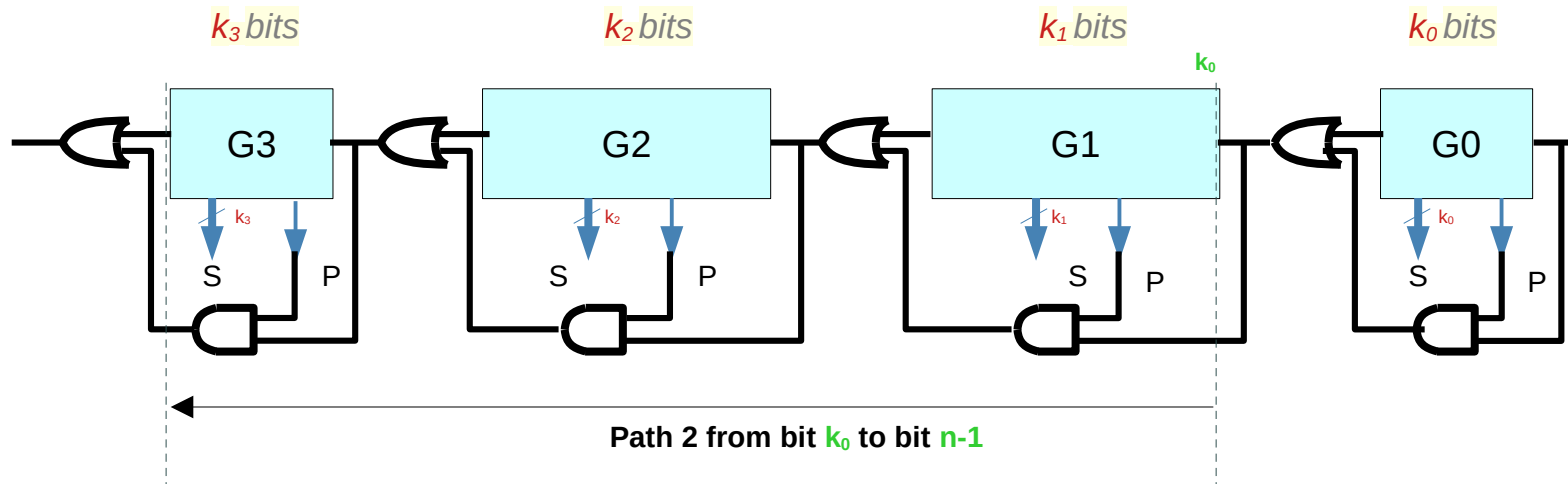 k3 bits k2 bits k1 bits k0 bits
k0
G3 G2 G1 G0
k3 k2 k1 k0
S P S P S P S P
Path 2 from bit k0 to bit n-1